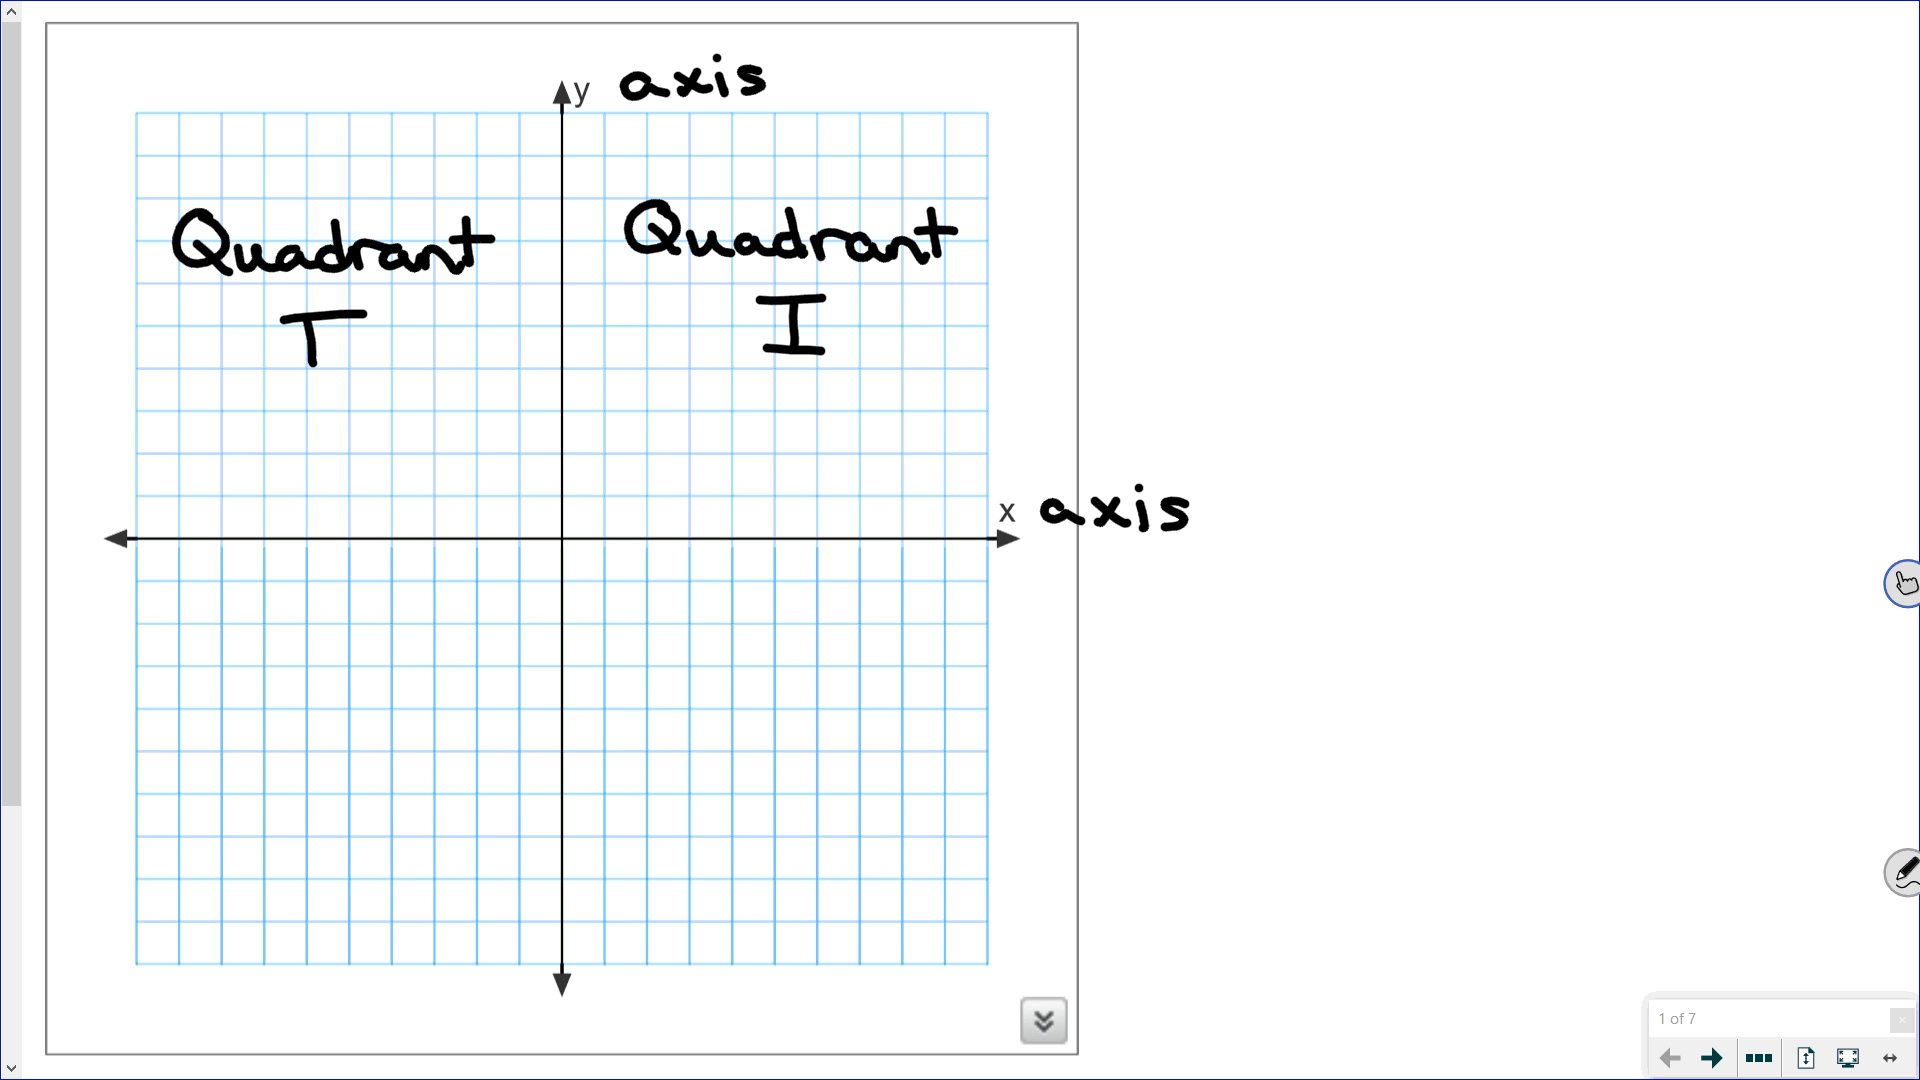 y axis
Quadrant
T
Quadrant
I
x axis
1 of 7